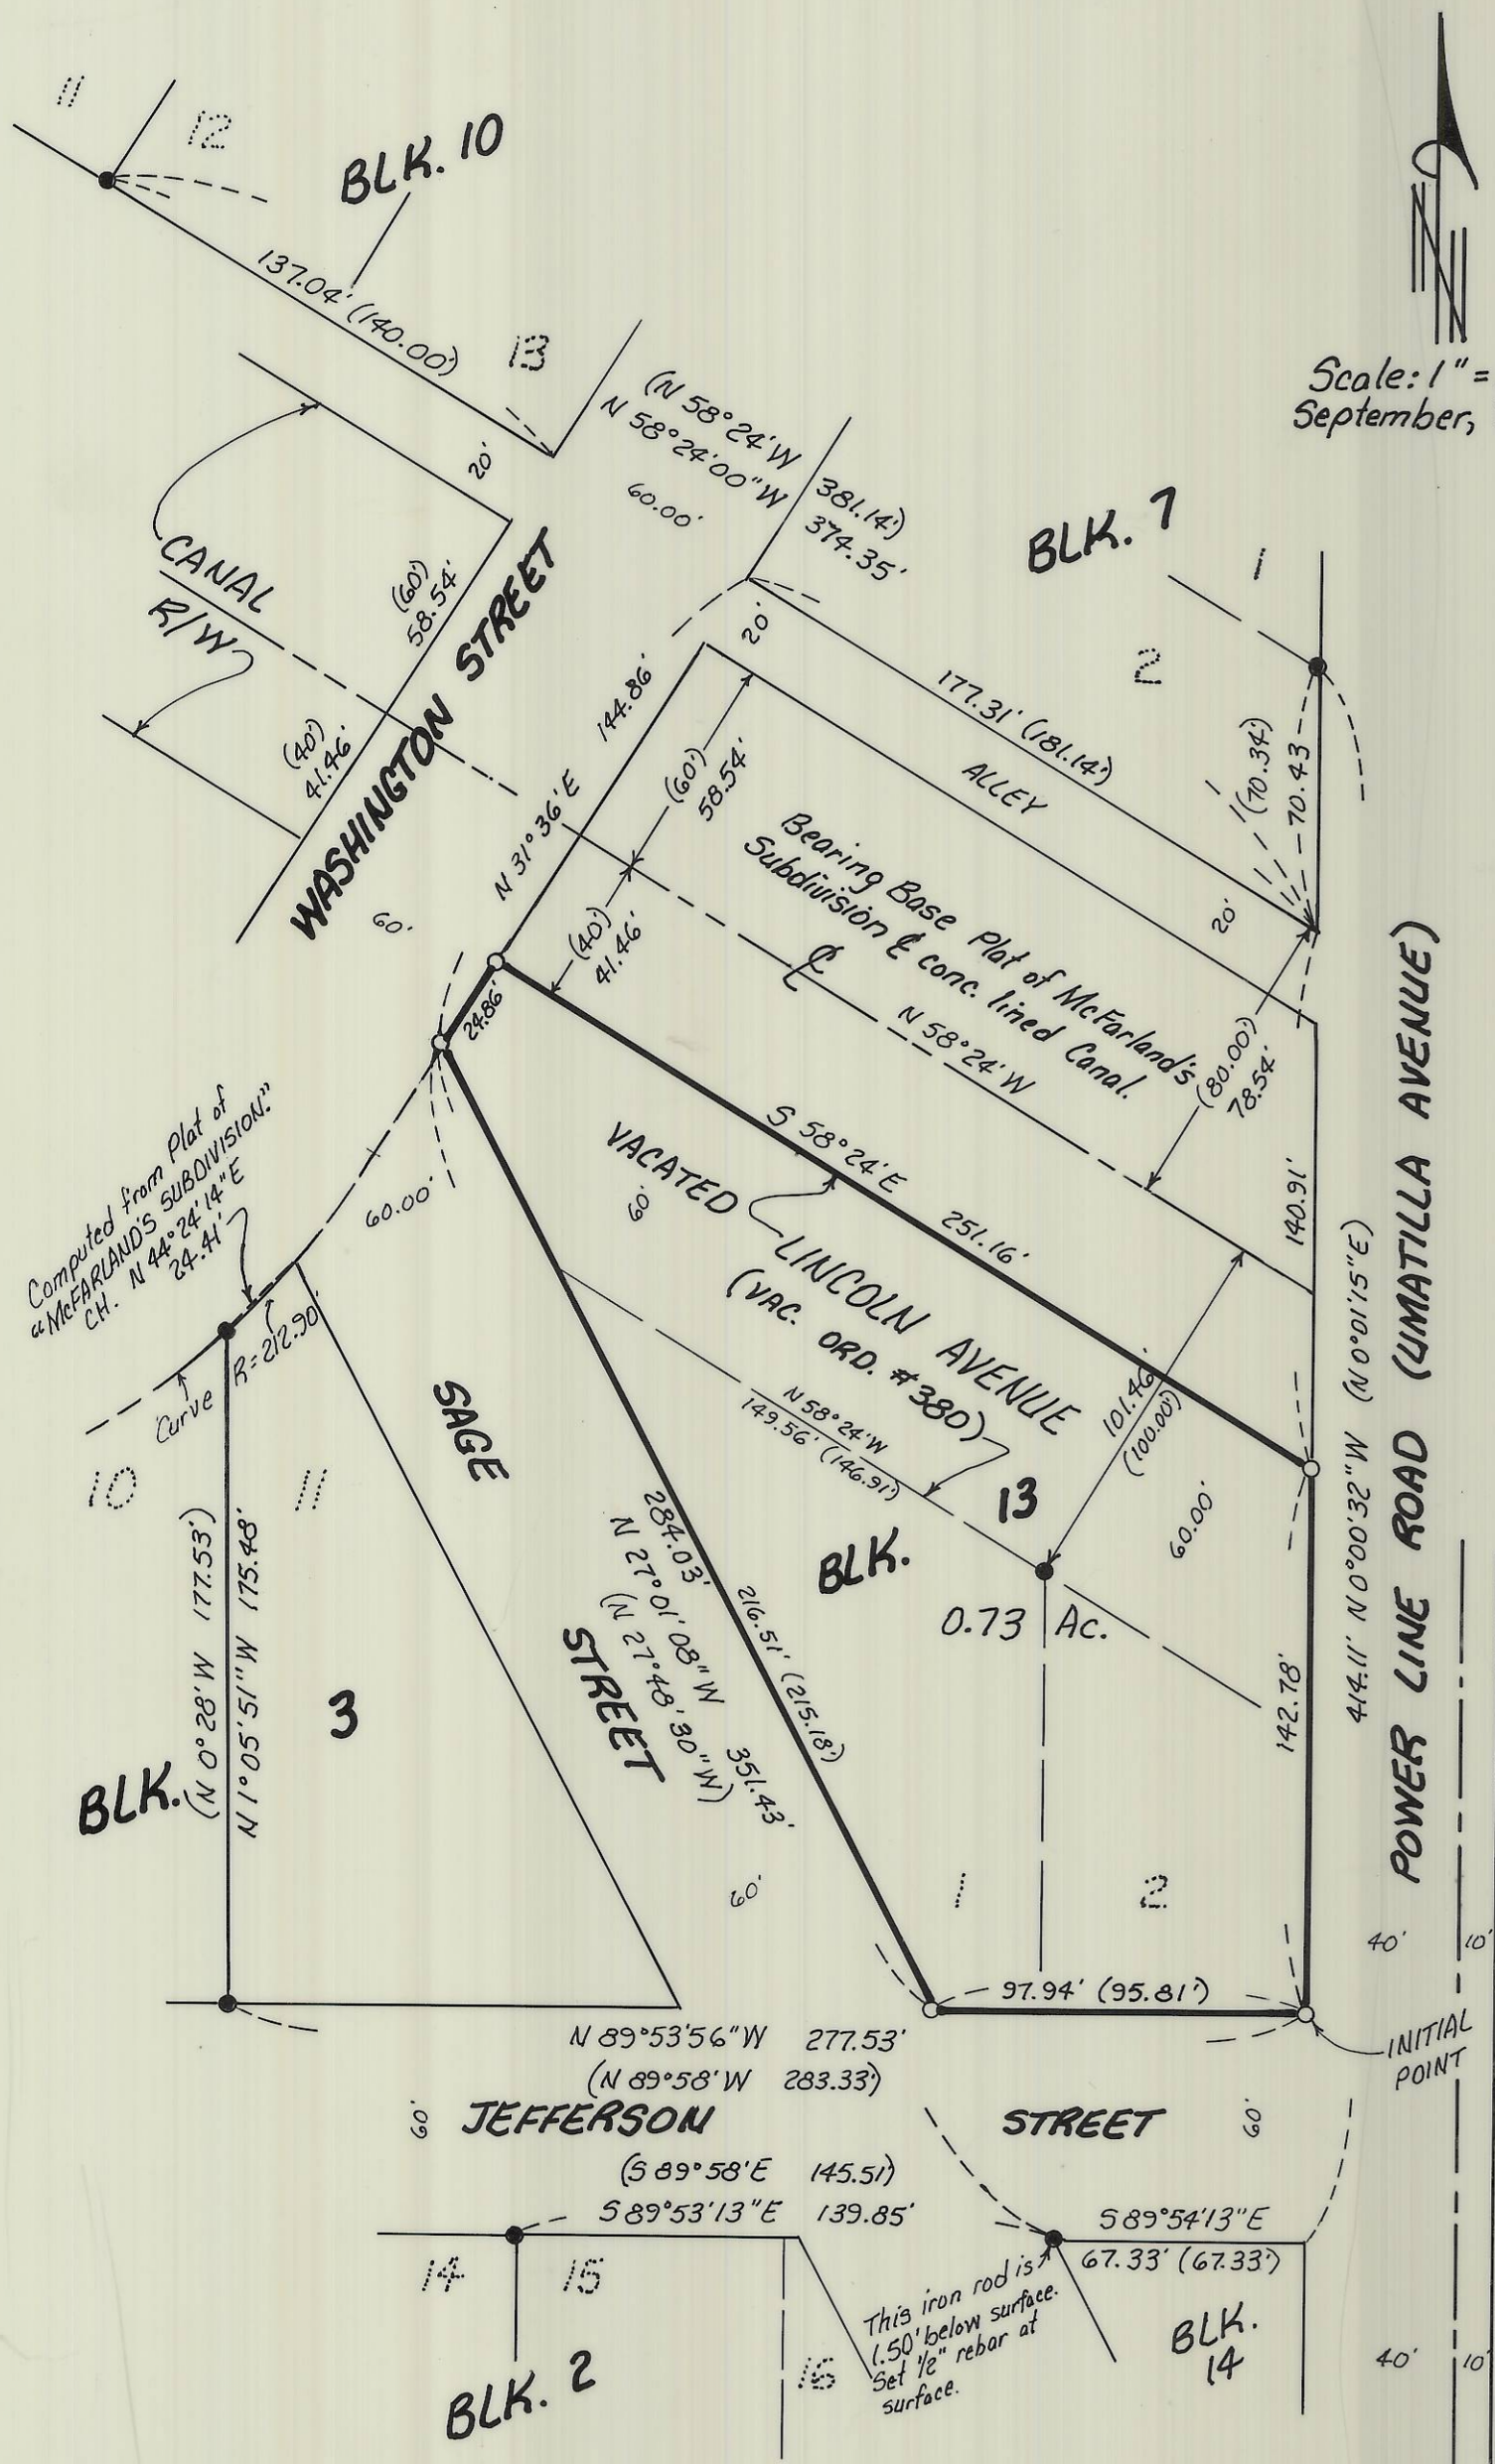 11
12
BLK. 10
137.04' (140.00')
13
Scale: 1" =
September,
(N 58°24' W 381.14')
N 58°24'00" W 374.35'
20'
60.00'
CANAL
R/W
(60')
58.54'
(40')
41.46'
WASHINGTON STREET
60.'
BLK. 7
1
2
20'
144.86'
N 31°36' E
177.31' (181.14')
ALLEY
(70.34')
70.43
20'
(60')
58.54'
(40')
41.46'
Bearing Base Plat of McFarland's
Subdivision ℄ conc. lined Canal.
℄
N 58°24' W
(80.00')
78.54'
24.86'
140.91'
S 58°24' E
251.16'
VACATED
60'
LINCOLN AVENUE
(VAC. ORD. #380)
Computed from Plat of
"McFARLAND'S SUBDIVISION."
CH. N 44°24'14" E
24.41'
60.00'
R=212.90'
Curve
N 58°24' W
149.56' (146.91')
101.46'
(100.00')
60.00'
10
11
SAGE
STREET
60'
BLK. 3
(N 0°28' W 177.53')
N 1°05'51" W 175.48'
284.03'
N 27°01'08" W 351.43'
(N 27°48'30" W)
216.51' (215.18')
BLK. 13
0.73 Ac.
1
2
142.78'
414.11' N 0°00'32" W (N 0°01'15" E)
POWER LINE ROAD (UMATILLA AVENUE)
40'
10'
97.94' (95.81')
INITIAL
POINT
N 89°53'56" W 277.53'
(N 89°58' W 283.33')
60'
JEFFERSON STREET
60'
(S 89°58' E 145.51')
S 89°53'13" E 139.85'
S 89°54'13" E
67.33' (67.33')
14
15
16
BLK. 2
This iron rod is
1.50' below surface.
Set 1/2" rebar at
surface.
BLK.
14
40'
10'